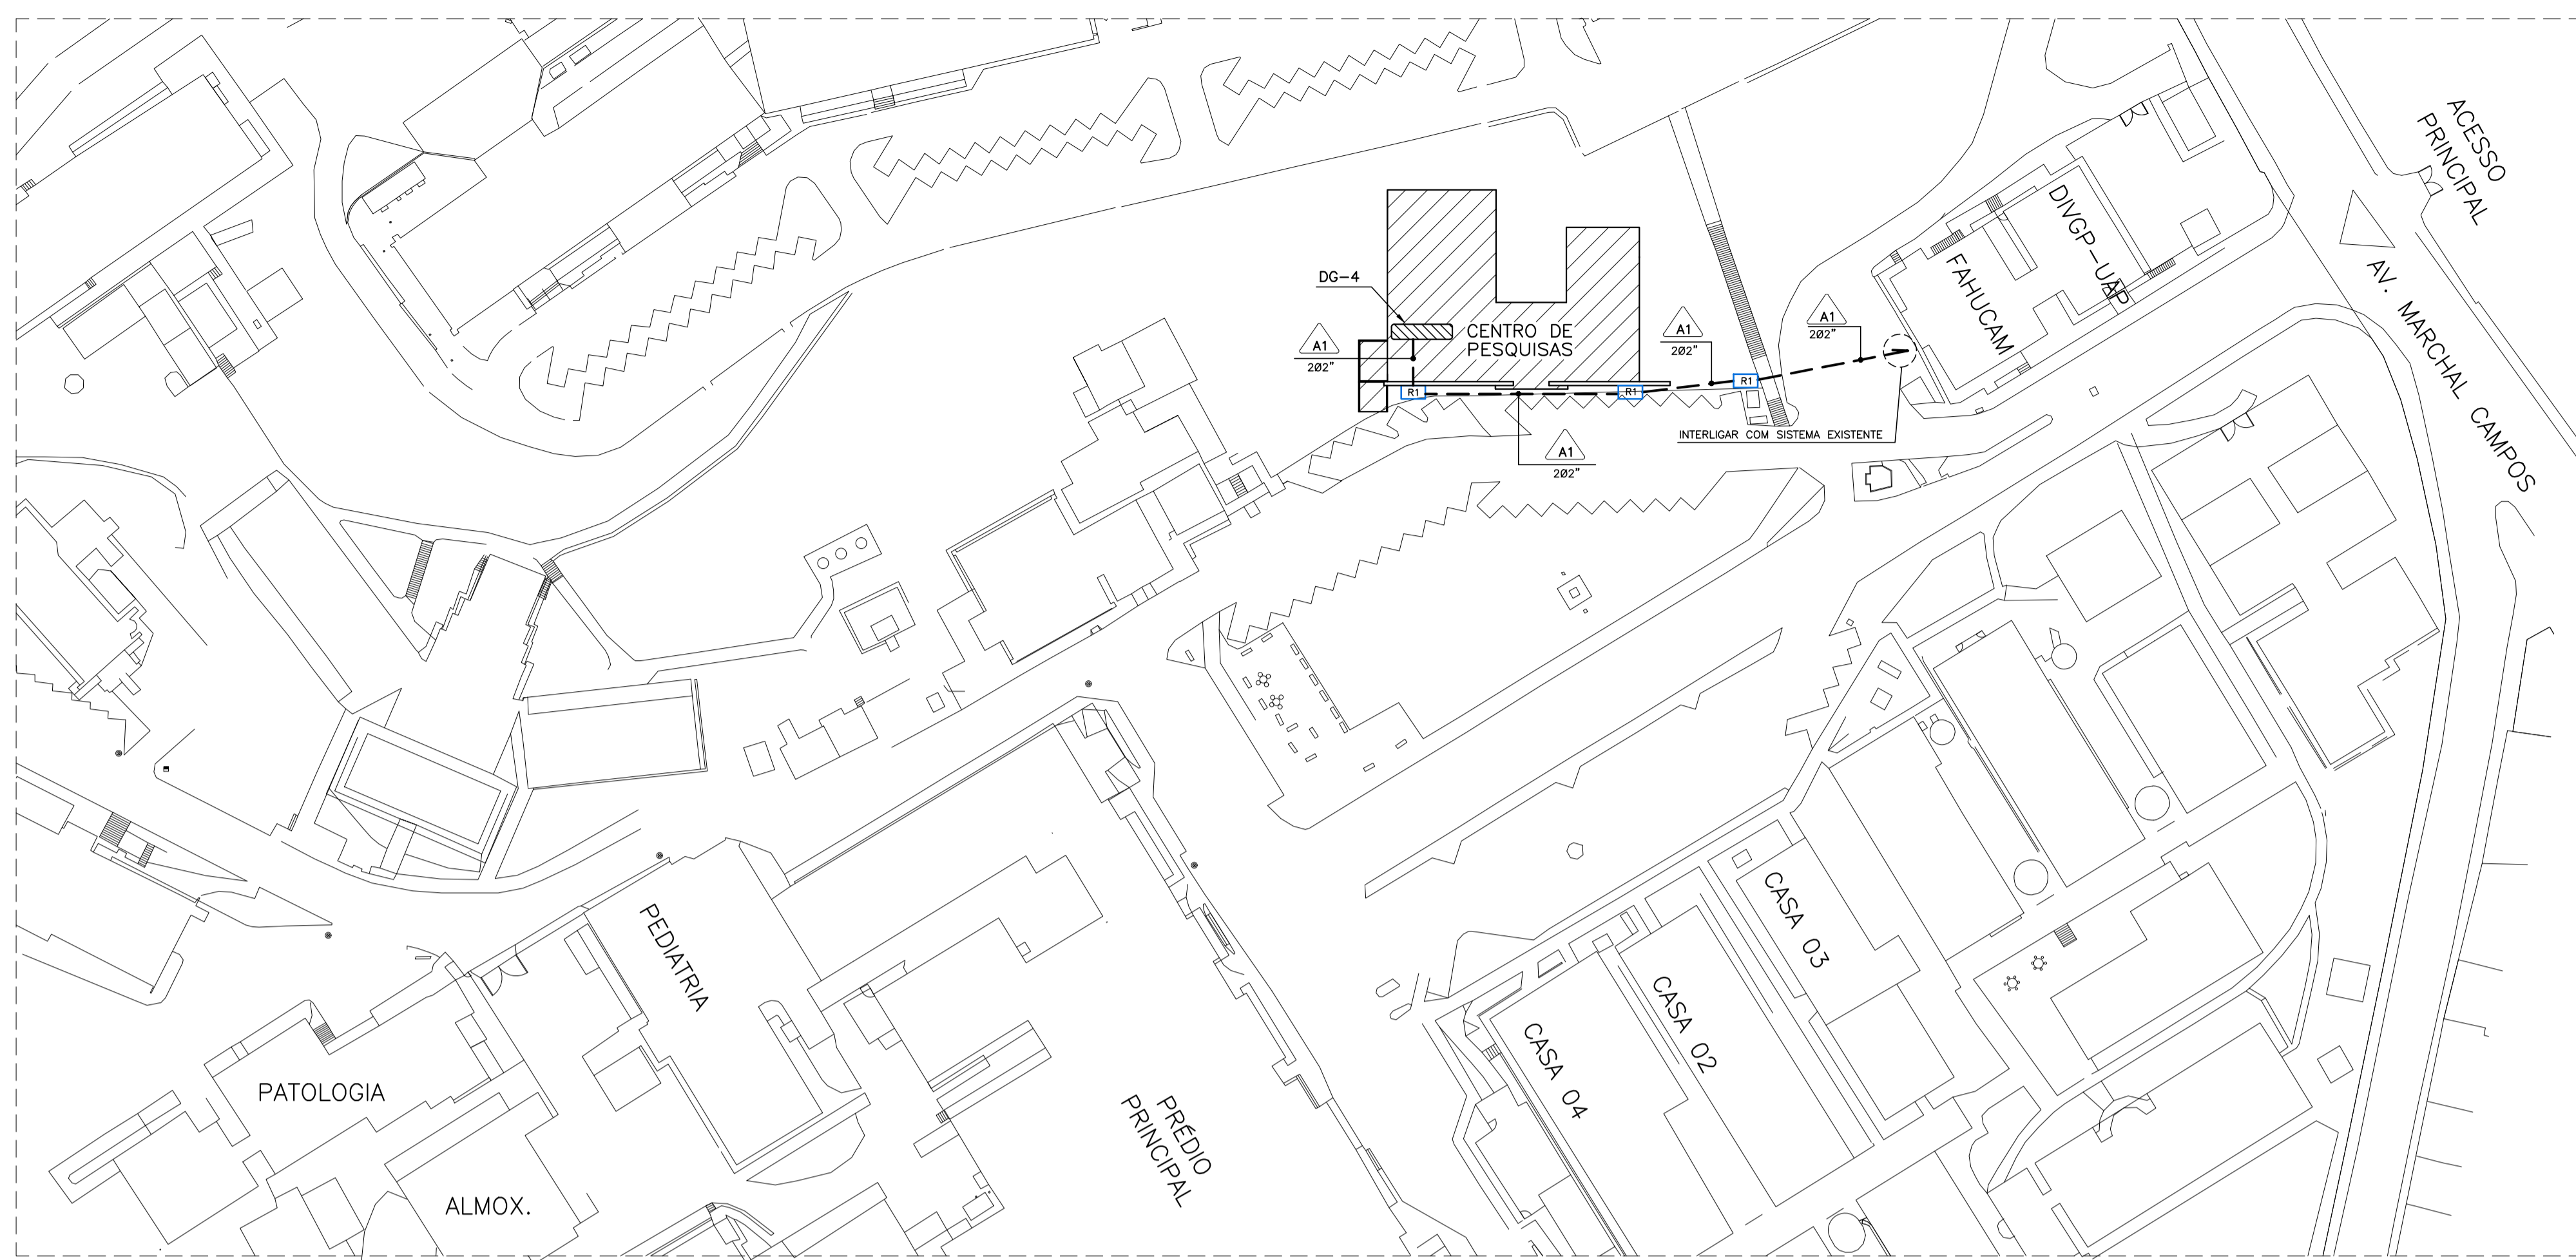 ACESSO
PRINCIPAL
DIVGP-UAP
FAHUCAM
AV. MARCHAL CAMPOS
DG-4
CENTRO DE
PESQUISAS
A1
2Ø2"
A1
2Ø2"
A1
2Ø2"
R1
R1
R1
INTERLIGAR COM SISTEMA EXISTENTE
A1
2Ø2"
CASA 03
CASA 02
CASA 04
PEDIATRIA
PATOLOGIA
PRÉDIO
PRINCIPAL
ALMOX.